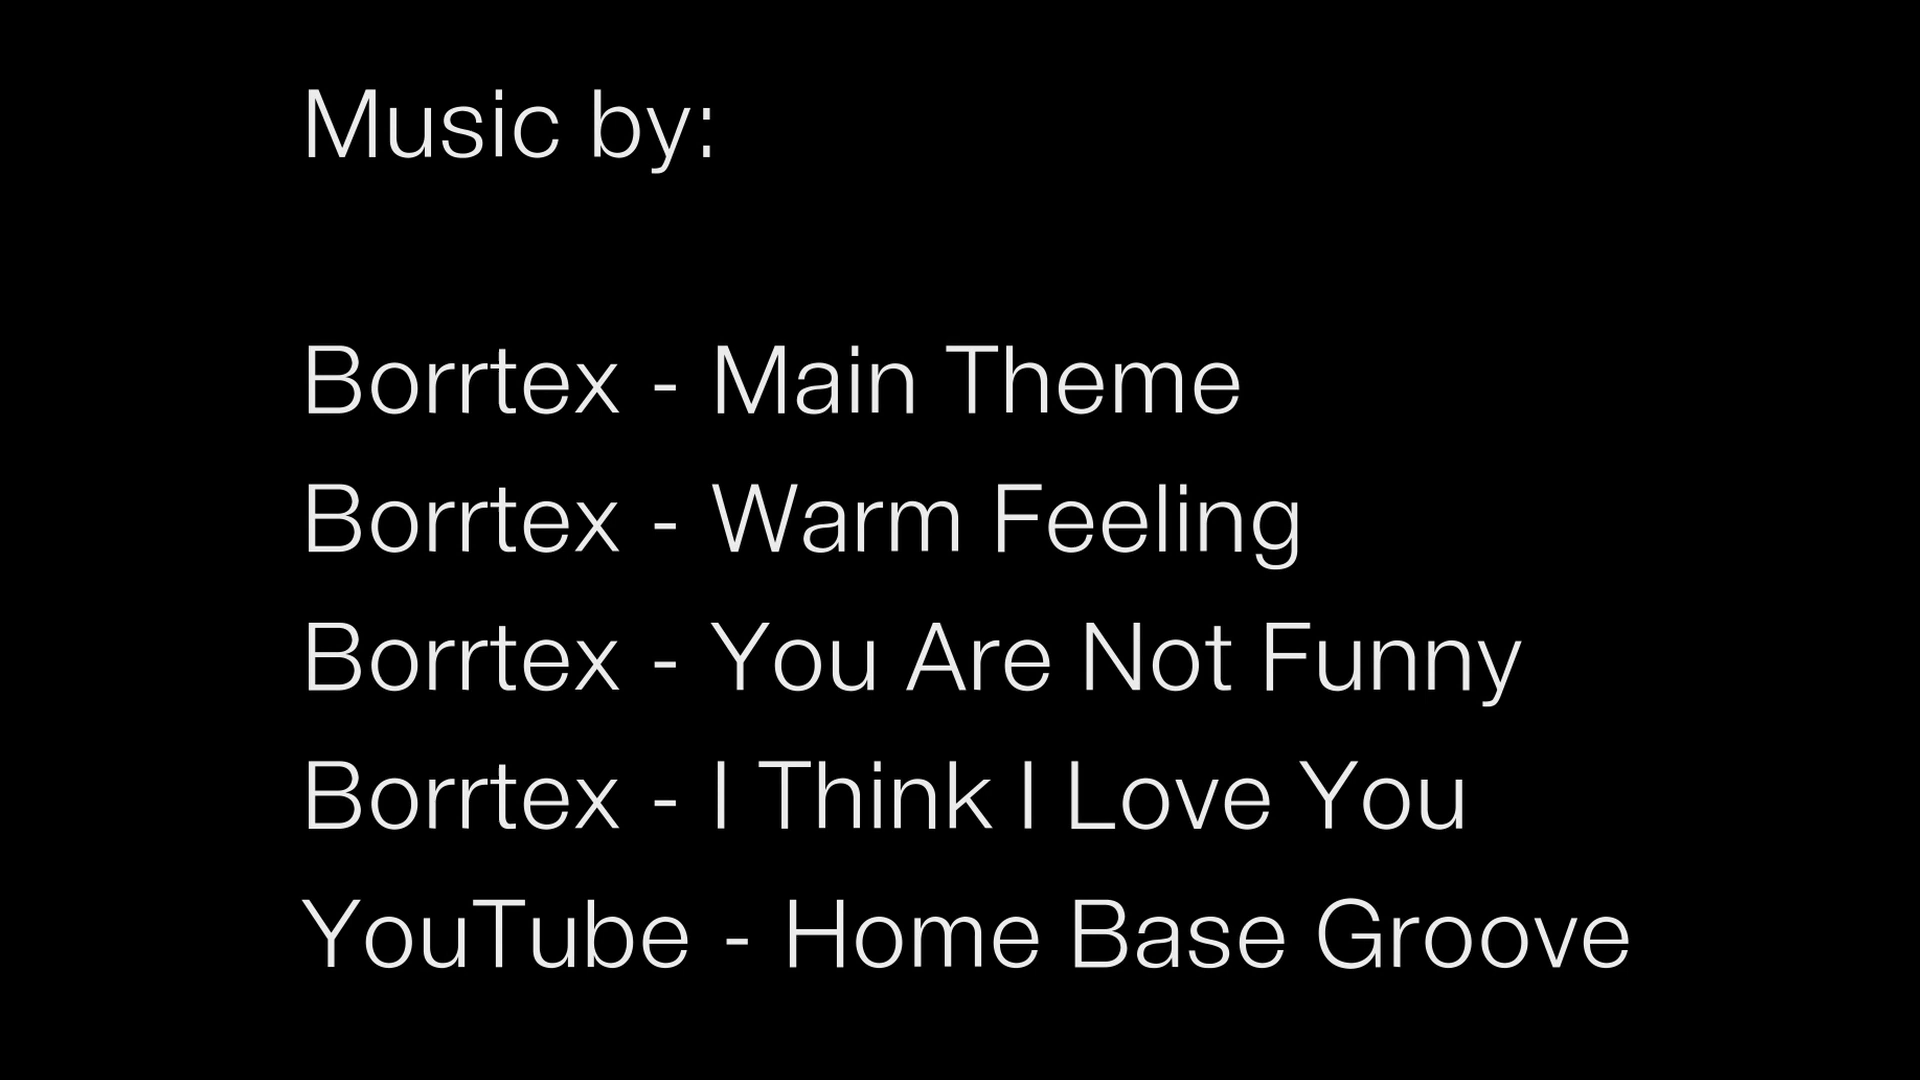 Music by:
Borrtex - Main Theme
Borrtex - Warm Feeling
Borrtex - You Are Not Funny
Borrtex - I Think I Love You
YouTube - Home Base Groove